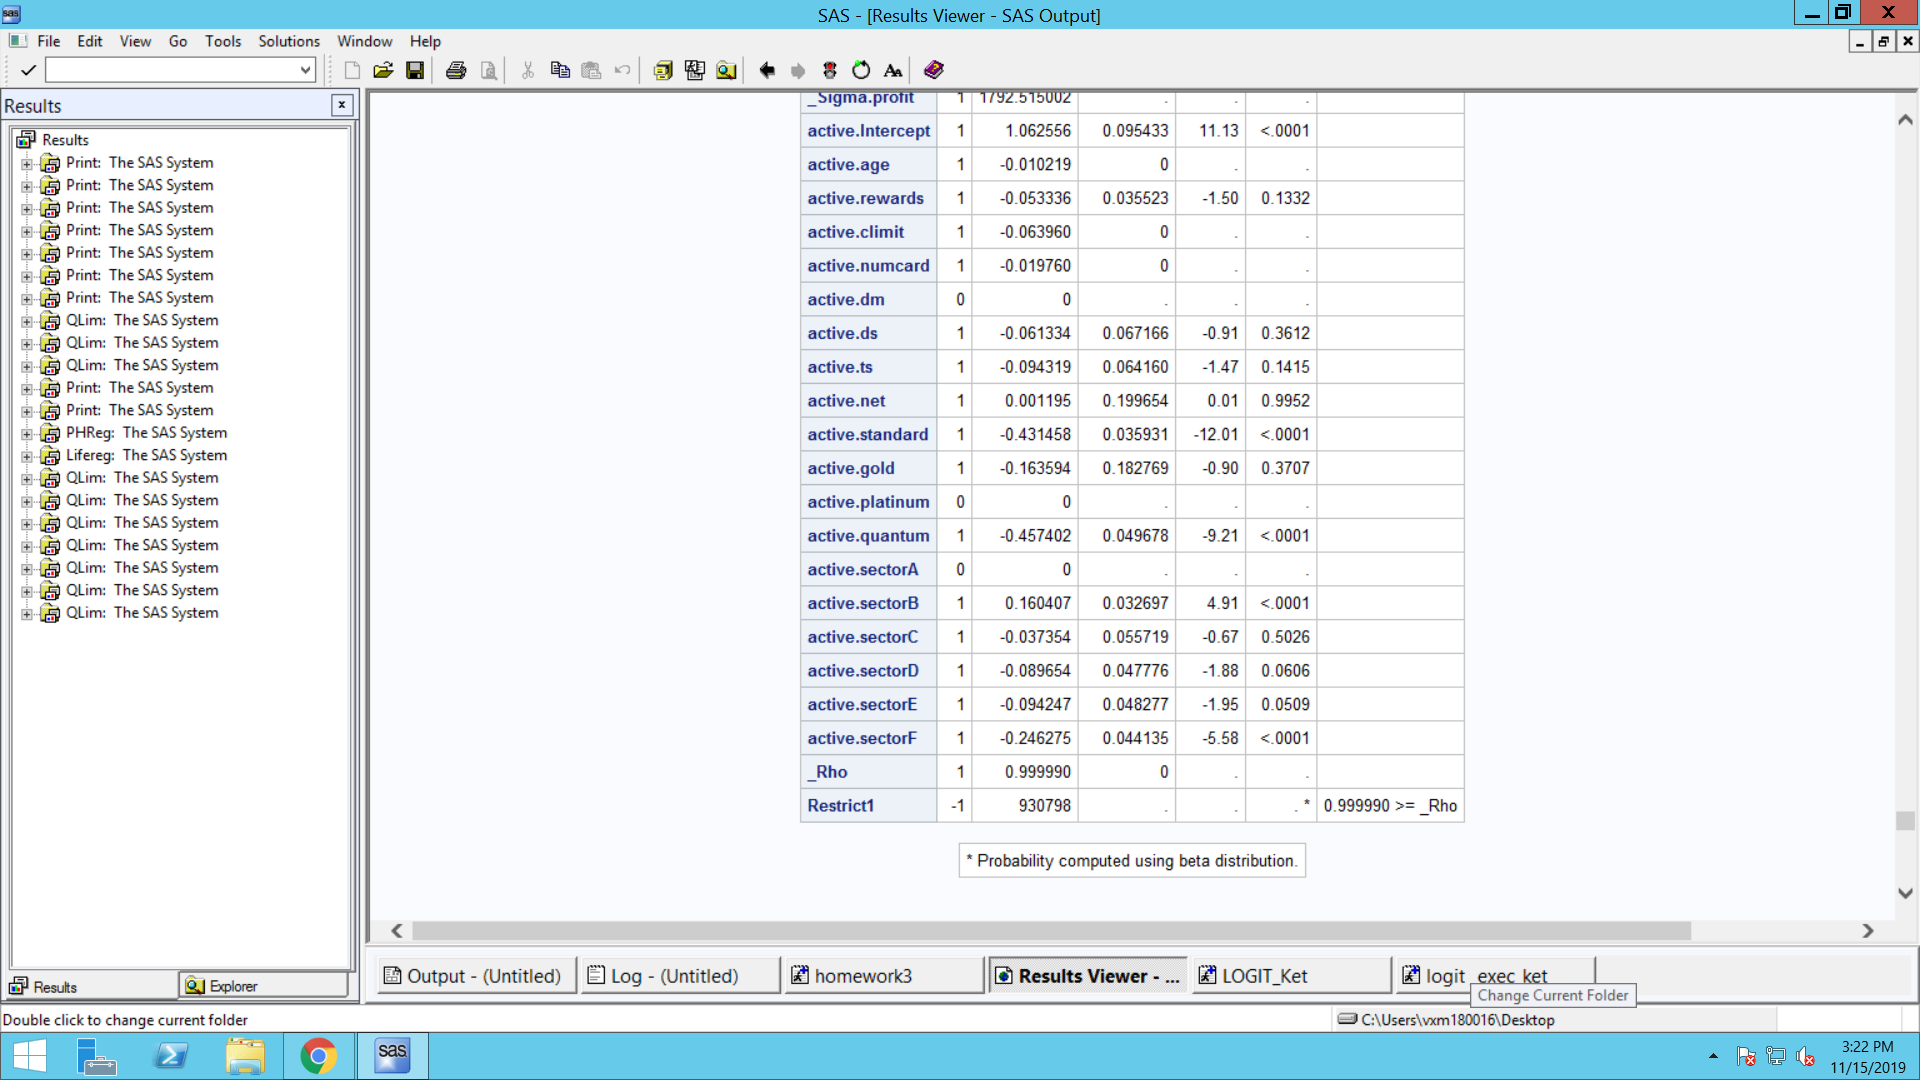 SAS - [Results Viewer - SAS Output]
File Edit View Go Tools Solutions Window Help
Results
Results
Print: The SAS System
Print: The SAS System
Print: The SAS System
Print: The SAS System
Print: The SAS System
Print: The SAS System
Print: The SAS System
QLim: The SAS System
QLim: The SAS System
QLim: The SAS System
Print: The SAS System
Print: The SAS System
PHReg: The SAS System
Lifereg: The SAS System
QLim: The SAS System
QLim: The SAS System
QLim: The SAS System
QLim: The SAS System
QLim: The SAS System
QLim: The SAS System
QLim: The SAS System
Results Explorer
_Sigma.profit 1 1792.515002 . . .
active.Intercept 1 1.062556 0.095433 11.13 <.0001
active.age 1 -0.010219 0 . .
active.rewards 1 -0.053336 0.035523 -1.50 0.1332
active.climit 1 -0.063960 0 . .
active.numcard 1 -0.019760 0 . .
active.dm 0 0 . . .
active.ds 1 -0.061334 0.067166 -0.91 0.3612
active.ts 1 -0.094319 0.064160 -1.47 0.1415
active.net 1 0.001195 0.199654 0.01 0.9952
active.standard 1 -0.431458 0.035931 -12.01 <.0001
active.gold 1 -0.163594 0.182769 -0.90 0.3707
active.platinum 0 0 . . .
active.quantum 1 -0.457402 0.049678 -9.21 <.0001
active.sectorA 0 0 . . .
active.sectorB 1 0.160407 0.032697 4.91 <.0001
active.sectorC 1 -0.037354 0.055719 -0.67 0.5026
active.sectorD 1 -0.089654 0.047776 -1.88 0.0606
active.sectorE 1 -0.094247 0.048277 -1.95 0.0509
active.sectorF 1 -0.246275 0.044135 -5.58 <.0001
_Rho 1 0.999990 0 . .
Restrict1 -1 930798 . . . * 0.999990 >= _Rho
* Probability computed using beta distribution.
Output - (Untitled) Log - (Untitled) homework3 Results Viewer - ... LOGIT_Ket logit_exec_ket
Change Current Folder
Double click to change current folder
C:\Users\vxm180016\Desktop
sas
3:22 PM
11/15/2019